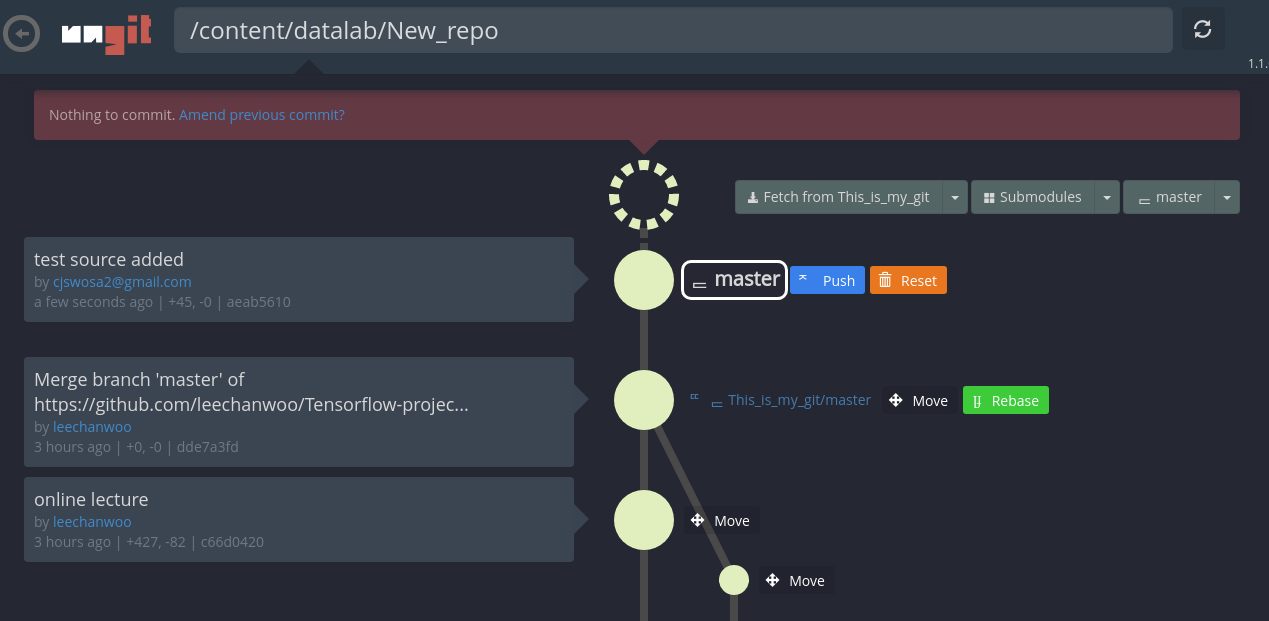 ungit
/content/datalab/New_repo
1.1.
Nothing to commit. Amend previous commit?
Fetch from This_is_my_git
Submodules
master
test source added
by cjswosa2@gmail.com
a few seconds ago | +45, -0 | aeab5610
master
Push
Reset
Merge branch 'master' of
https://github.com/leechanwoo/Tensorflow-projec...
by leechanwoo
3 hours ago | +0, -0 | dde7a3fd
This_is_my_git/master
Move
Rebase
online lecture
by leechanwoo
3 hours ago | +427, -82 | c66d0420
Move
Move